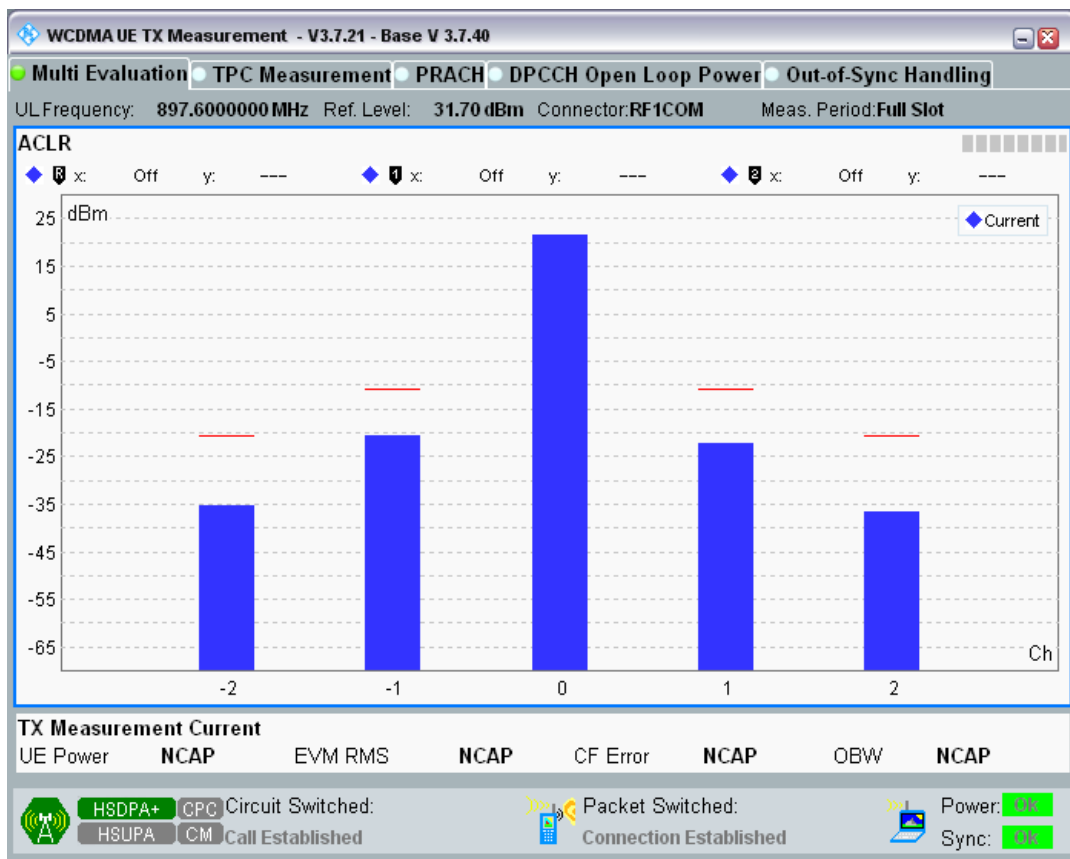 WCDMA UE TX Measurement - V3.7.21 - Base V 3.7.40
Multi Evaluation TPC Measurement PRACH DPCCH Open Loop Power Out-of-Sync Handling
UL Frequency: 897.6000000 MHz Ref. Level: 31.70 dBm Connector:RF1COM Meas. Period:Full Slot
ACLR
R x: Off y: --- 1 x: Off y: --- 2 x: Off y: ---
25 dBm
Current
15
5
-5
-15
-25
-35
-45
-55
-65
Ch
-2 -1 0 1 2
TX Measurement Current
UE Power NCAP EVM RMS NCAP CF Error NCAP OBW NCAP
HSDPA+ CPC Circuit Switched: Packet Switched: Power: OK
HSUPA CM Call Established Connection Established Sync: OK